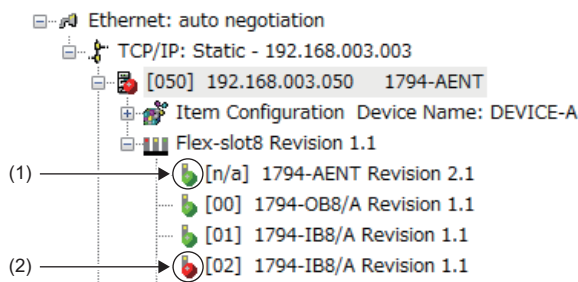 Ethernet: auto negotiation
TCP/IP: Static - 192.168.003.003
[050] 192.168.003.050 1794-AENT
Item Configuration Device Name: DEVICE-A
Flex-slot8 Revision 1.1
(1) [n/a] 1794-AENT Revision 2.1
[00] 1794-OB8/A Revision 1.1
[01] 1794-IB8/A Revision 1.1
(2) [02] 1794-IB8/A Revision 1.1